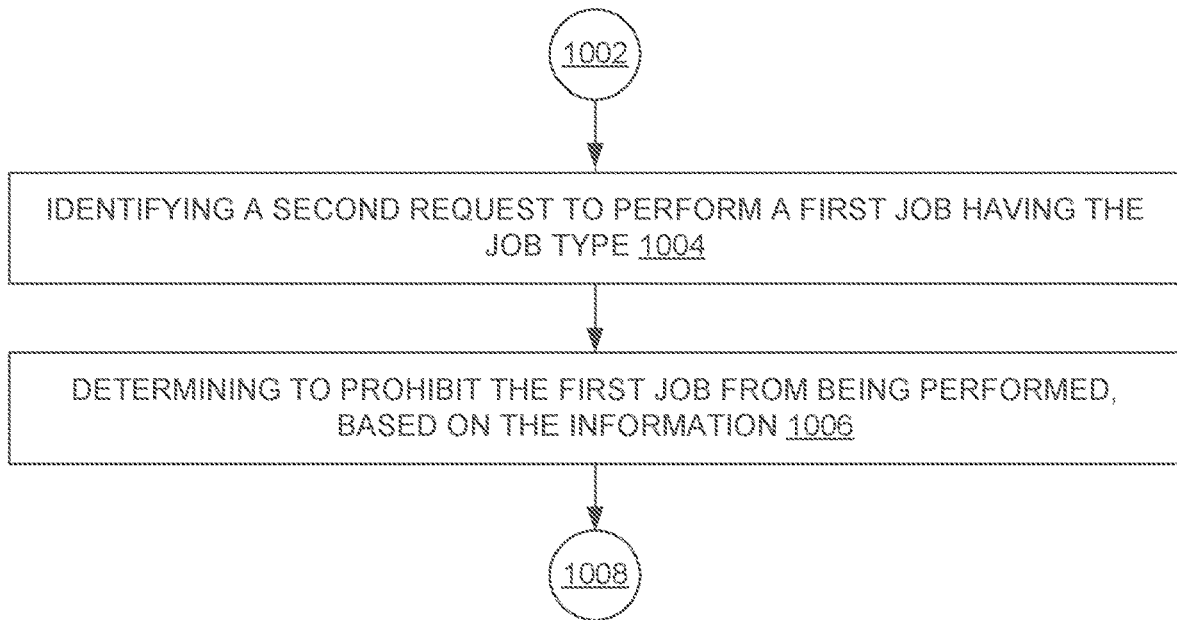 1002
IDENTIFYING A SECOND REQUEST TO PERFORM A FIRST JOB HAVING THE
JOB TYPE 1004
DETERMINING TO PROHIBIT THE FIRST JOB FROM BEING PERFORMED,
BASED ON THE INFORMATION 1006
1008